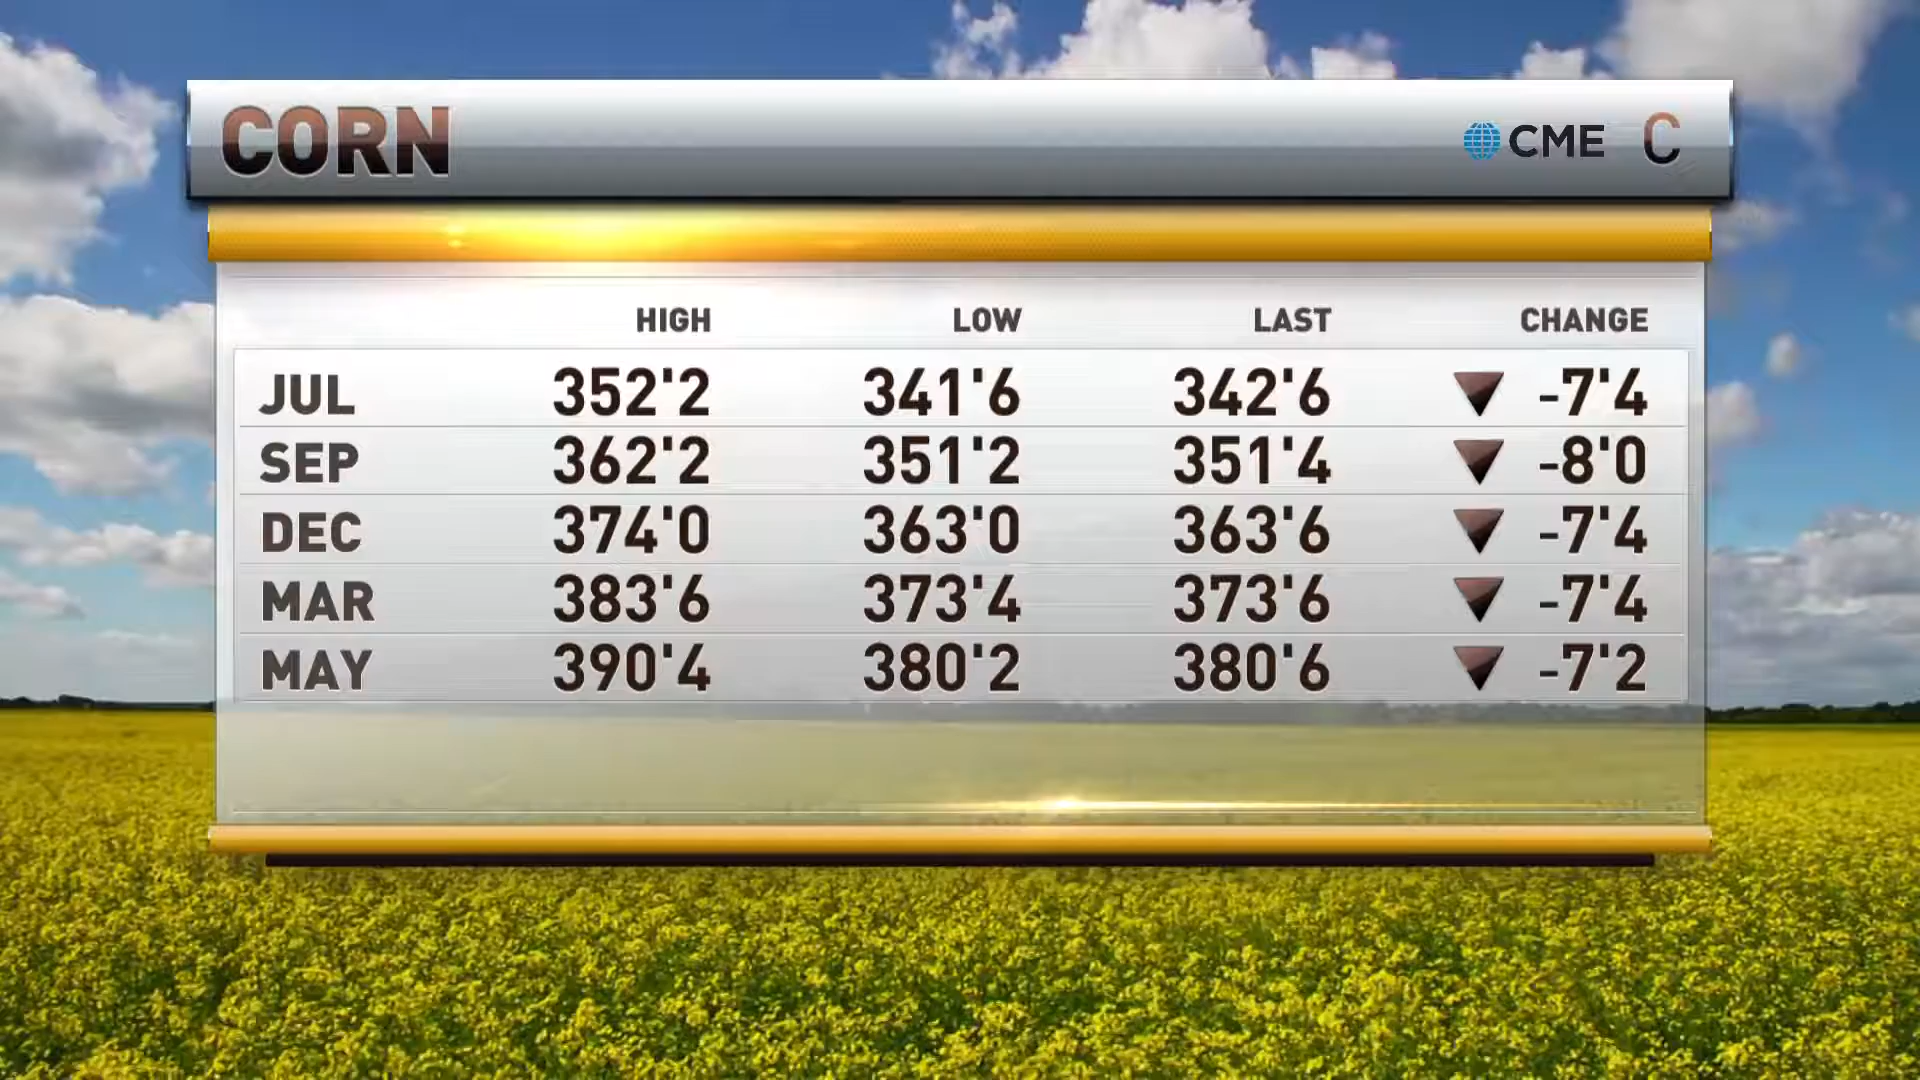 CORN CME C
HIGH LOW LAST CHANGE
JUL 352'2 341'6 342'6 -7'4
SEP 362'2 351'2 351'4 -8'0
DEC 374'0 363'0 363'6 -7'4
MAR 383'6 373'4 373'6 -7'4
MAY 390'4 380'2 380'6 -7'2